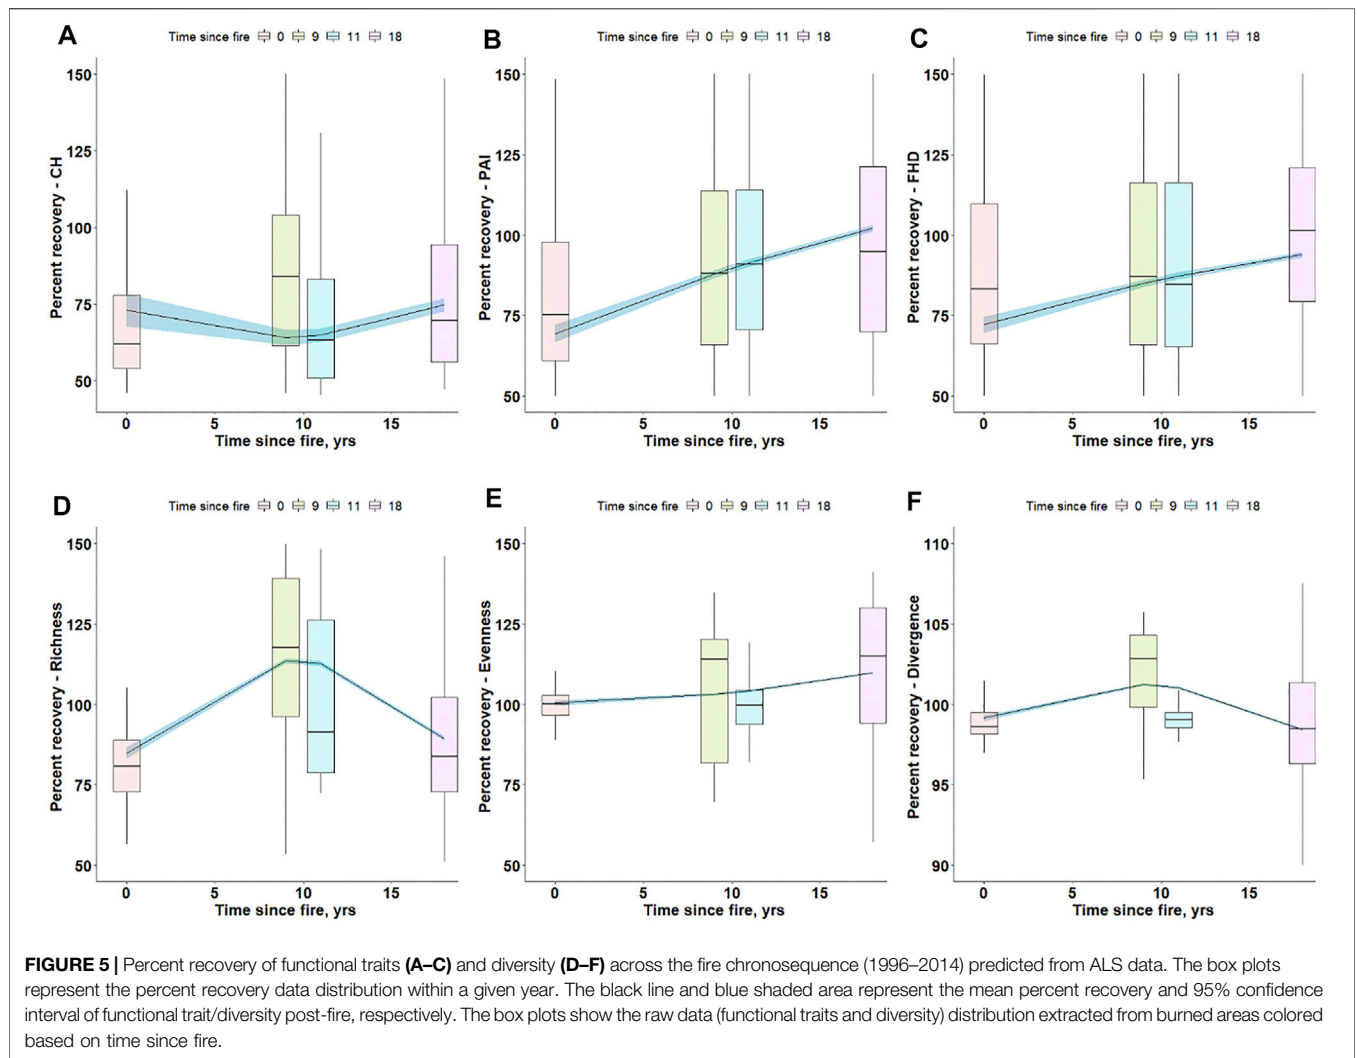 A
Time since fire 0 9 11 18
150
125
100
75
50
Percent recovery - CH
0 5 10 15
Time since fire, yrs
B
Time since fire 0 9 11 18
150
125
100
75
50
Percent recovery - PAI
0 5 10 15
Time since fire, yrs
C
Time since fire 0 9 11 18
150
125
100
75
50
Percent recovery - FHD
0 5 10 15
Time since fire, yrs
D
Time since fire 0 9 11 18
150
125
100
75
50
Percent recovery - Richness
0 5 10 15
Time since fire, yrs
E
Time since fire 0 9 11 18
150
125
100
75
50
Percent recovery - Evenness
0 5 10 15
Time since fire, yrs
F
Time since fire 0 9 11 18
110
105
100
95
90
Percent recovery - Divergence
0 5 10 15
Time since fire, yrs
FIGURE 5 | Percent recovery of functional traits (A–C) and diversity (D–F) across the fire chronosequence (1996–2014) predicted from ALS data. The box plots
represent the percent recovery data distribution within a given year. The black line and blue shaded area represent the mean percent recovery and 95% confidence
interval of functional trait/diversity post-fire, respectively. The box plots show the raw data (functional traits and diversity) distribution extracted from burned areas colored
based on time since fire.